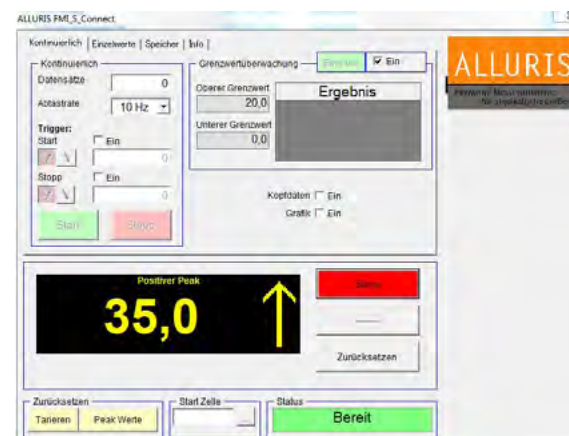 ALLURIS FMI_S_Connect
Kontinuierlich Einzelwerte Speicher Info
Kontinuierlich
Datensätze 0
Abtastrate 10 Hz
Trigger:
Start Ein
0
Stopp Ein
0
Start Stopp
Grenzwertüberwachung Ein
Oberer Grenzwert
20,0
Unterer Grenzwert
0,0
Ergebnis
Kopfdaten Ein
Grafik Ein
ALLURIS
Positiver Peak
35,0
Zurücksetzen
Zurücksetzen
Tarieren Peak Werte
Start Zelle
...
Status
Bereit